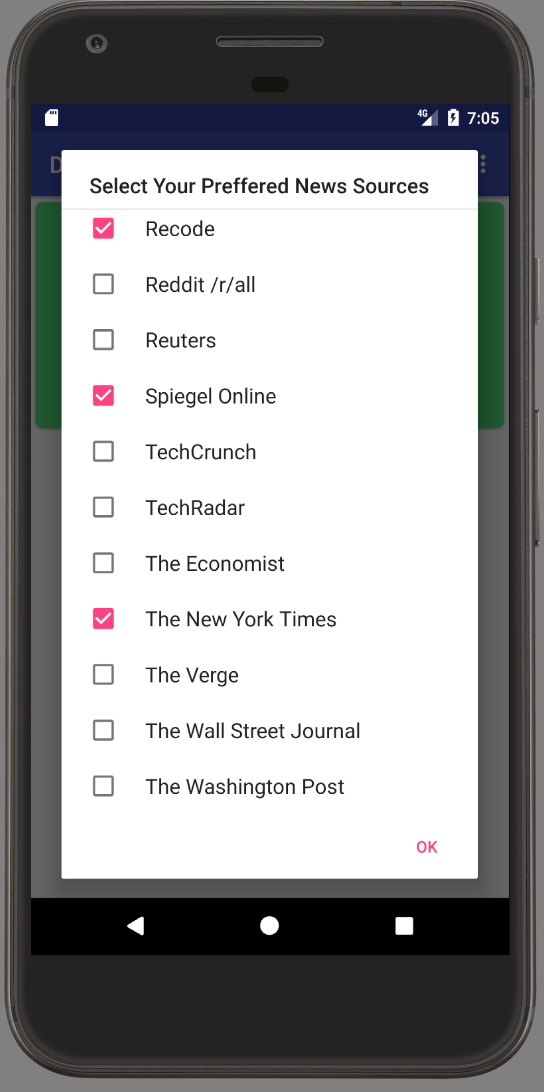 4G 7:05
D
Select Your Preffered News Sources
Recode
Reddit /r/all
Reuters
Spiegel Online
TechCrunch
TechRadar
The Economist
The New York Times
The Verge
The Wall Street Journal
The Washington Post
OK